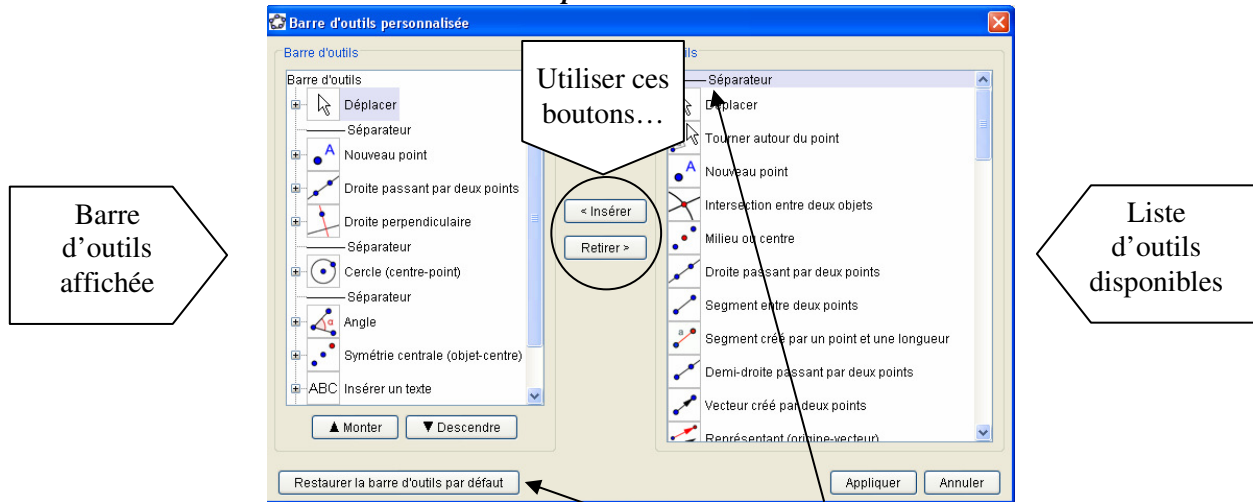 Barre d'outils personnalisée
Barre d'outils
Barre d'outils
Déplacer
Séparateur
Nouveau point
Droite passant par deux points
Droite perpendiculaire
Séparateur
Cercle (centre-point)
Séparateur
Angle
Symétrie centrale (objet-centre)
ABC Insérer un texte
▲ Monter
▼ Descendre
Restaurer la barre d'outils par défaut
Utiliser ces
boutons…
< Insérer
Retirer >
ils
Séparateur
Déplacer
Tourner autour du point
Nouveau point
Intersection entre deux objets
Milieu ou centre
Droite passant par deux points
Segment entre deux points
Segment créé par un point et une longueur
Demi-droite passant par deux points
Vecteur créé par deux points
Représentant (origine-vecteur)
Appliquer
Annuler
Barre
d’outils
affichée
Liste
d’outils
disponibles